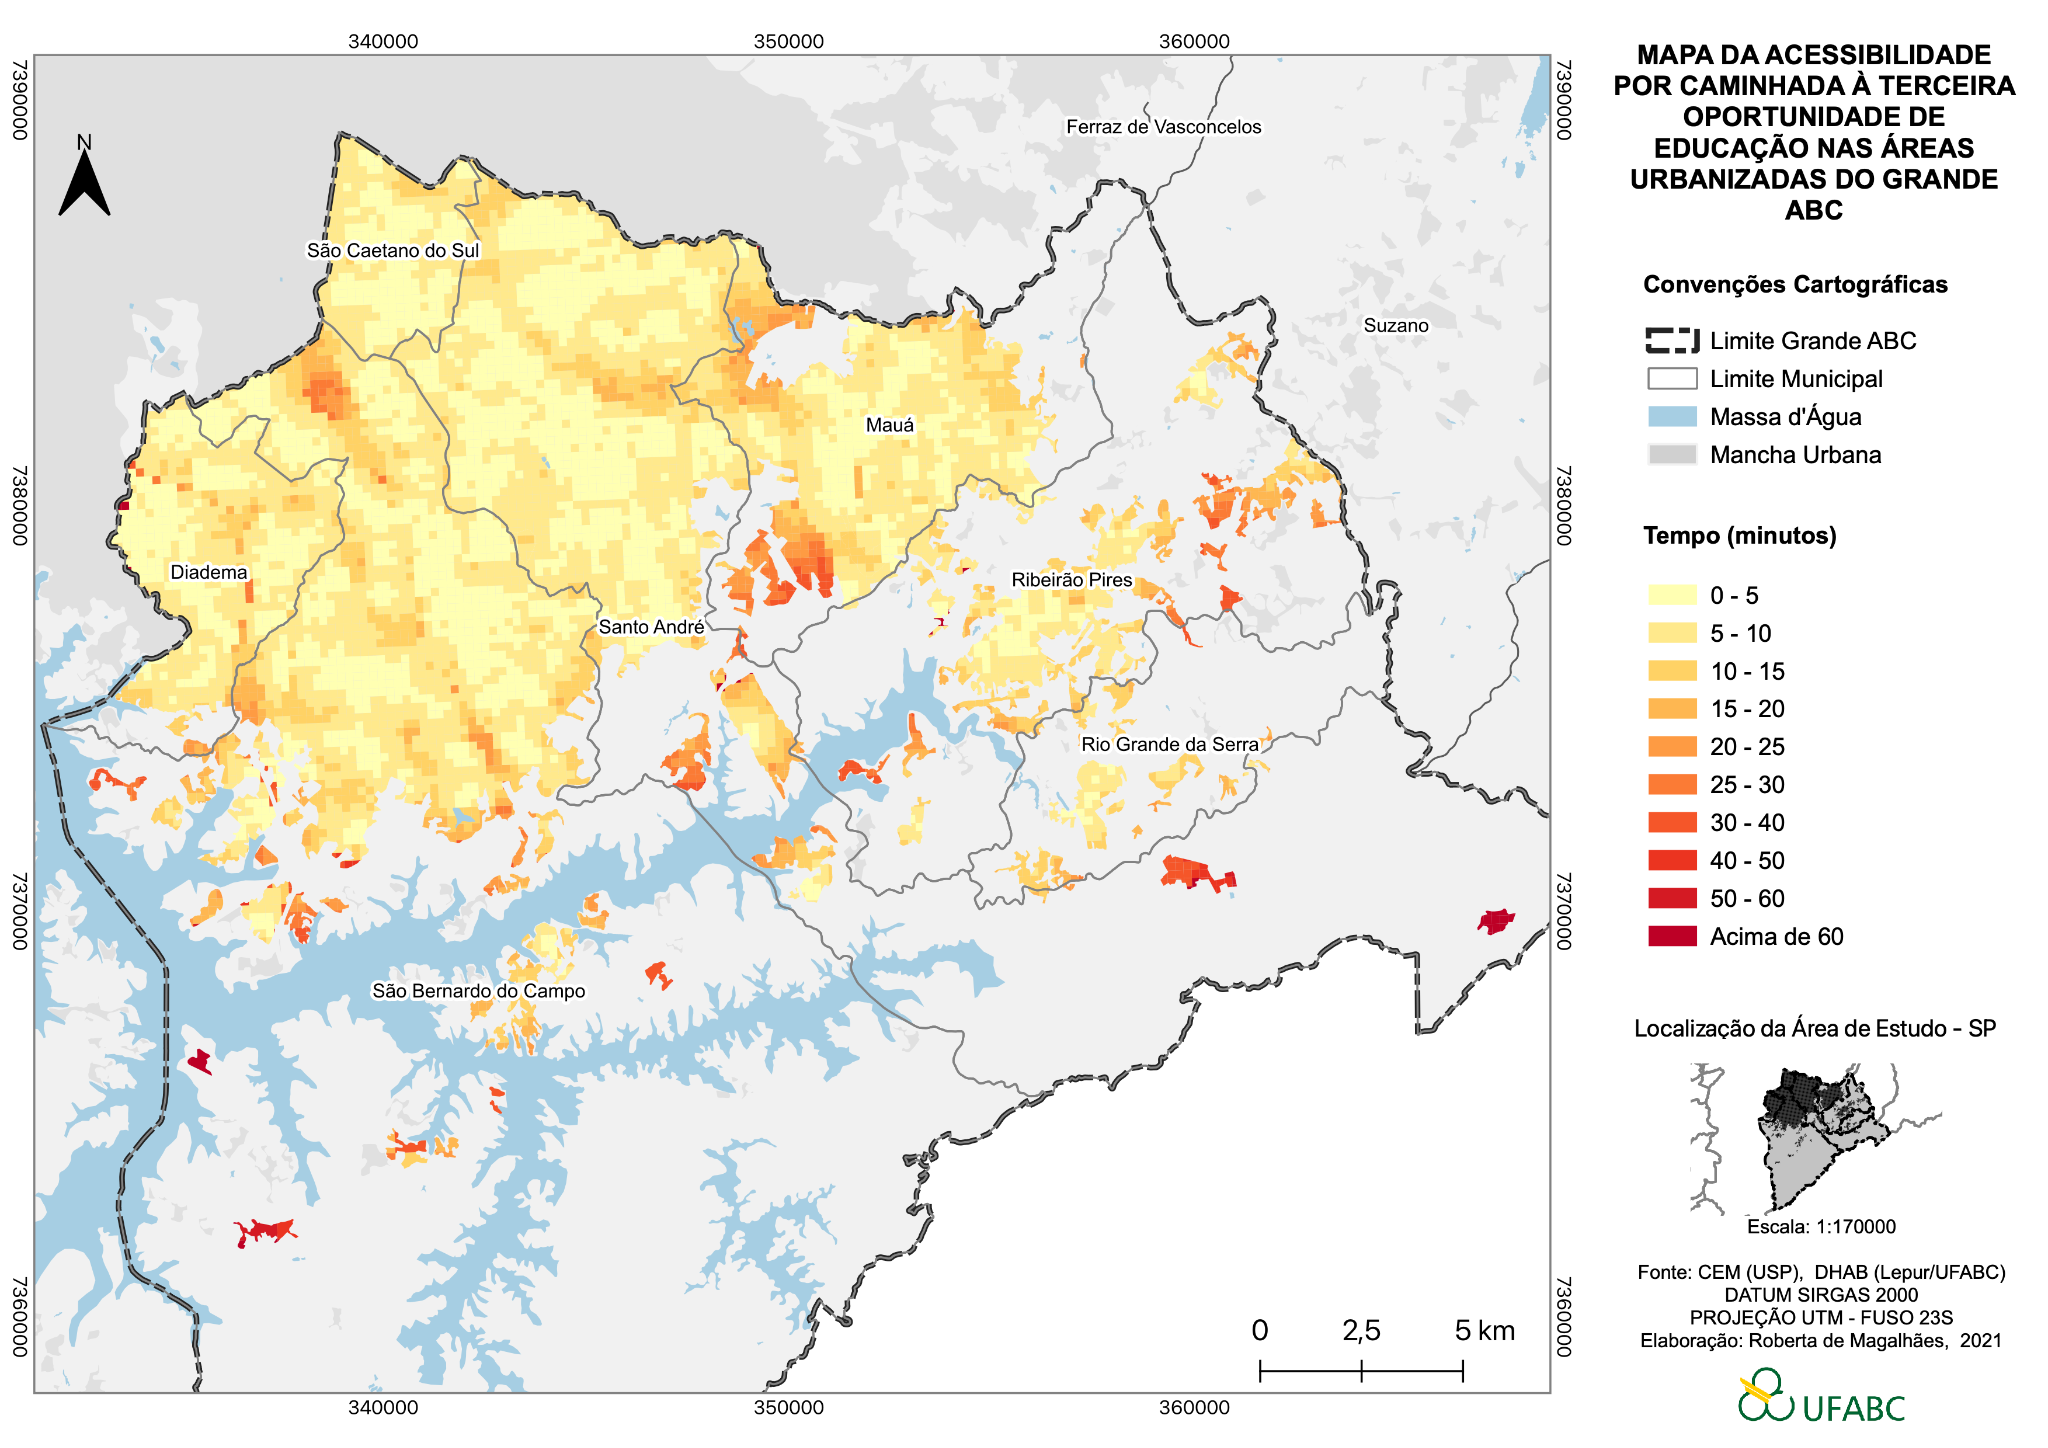 MAPA DA ACESSIBILIDADE
POR CAMINHADA À TERCEIRA
OPORTUNIDADE DE
EDUCAÇÃO NAS ÁREAS
URBANIZADAS DO GRANDE
ABC
Convenções Cartográficas
Limite Grande ABC
Limite Municipal
Massa d'Água
Mancha Urbana
Tempo (minutos)
0 - 5
5 - 10
10 - 15
15 - 20
20 - 25
25 - 30
30 - 40
40 - 50
50 - 60
Acima de 60
Localização da Área de Estudo - SP
Escala: 1:170000
Fonte: CEM (USP), DHAB (Lepur/UFABC)
DATUM SIRGAS 2000
PROJEÇÃO UTM - FUSO 23S
Elaboração: Roberta de Magalhães, 2021
UFABC
340000
350000
360000
7390000
7390000
N
Ferraz de Vasconcelos
São Caetano do Sul
Suzano
Mauá
7380000
7380000
Diadema
Ribeirão Pires
Santo André
Rio Grande da Serra
7370000
7370000
São Bernardo do Campo
7360000
7360000
0
2,5
5 km
340000
350000
360000